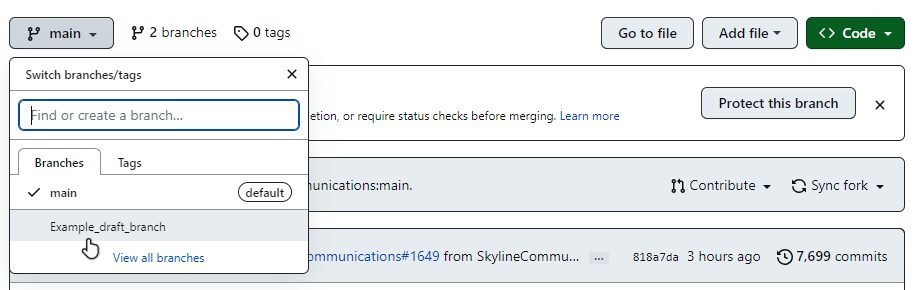 main
2 branches
0 tags
Go to file
Add file
Code
Switch branches/tags
Find or create a branch...
Protect this branch
etion, or require status checks before merging. Learn more
Branches
Tags
main
default
unications:main.
Contribute
Sync fork
Example_draft_branch
View all branches
ommunications#1649 from SkylineCommu...
...
818a7da
3 hours ago
7,699 commits